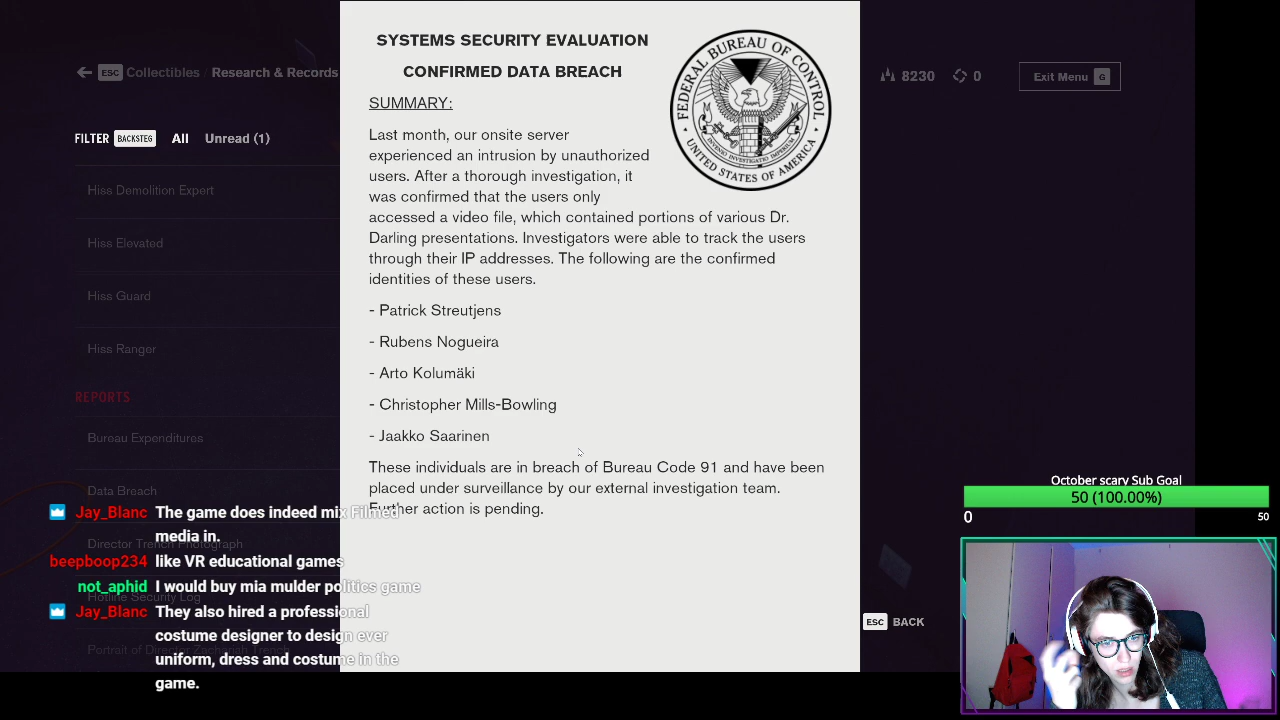 SYSTEMS SECURITY EVALUATION
CONFIRMED DATA BREACH
SUMMARY:
Last month, our onsite server
experienced an intrusion by unauthorized
users. After a thorough investigation, it
was confirmed that the users only
accessed a video file, which contained portions of various Dr.
Darling presentations. Investigators were able to track the users
through their IP addresses. The following are the confirmed
identities of these users.
- Patrick Streutjens
- Rubens Nogueira
- Arto Kolumäki
- Christopher Mills-Bowling
- Jaakko Saarinen
These individuals are in breach of Bureau Code 91 and have been
placed under surveillance by our external investigation team.
Further action is pending.
FEDERAL BUREAU OF CONTROL
INVENIO INVESTIGATIO IMPERIUM
UNITED STATES OF AMERICA
ESC Collectibles / Research & Records
FILTER BACKSTEG All Unread (1)
Hiss Demolition Expert
Hiss Elevated
Hiss Guard
Hiss Ranger
REPORTS
Bureau Expenditures
Data Breach
Director Trench Photograph
Hotline Security Log
Portrait of Director Zachariah Trench
8230 0
Exit Menu G
ESC BACK
Jay_Blanc The game does indeed mix Filmed
media in.
beepboop234 like VR educational games
not_aphid I would buy mia mulder politics game
Jay_Blanc They also hired a professional
costume designer to design ever
uniform, dress and costume in the
game.
October scary Sub Goal
50 (100.00%)
0 50